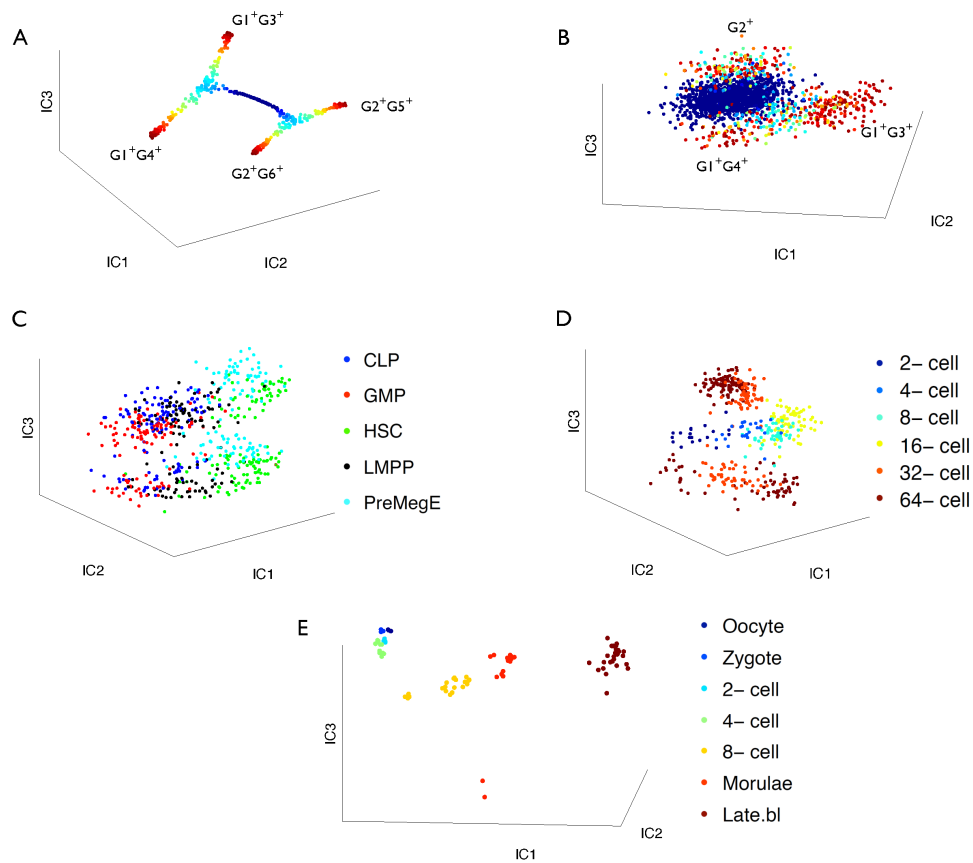 A
G1+G3+
IC3
G2+G5+
G1+G4+
G2+G6+
IC1
IC2
B
G2+
IC3
G1+G3+
G1+G4+
IC2
IC1
C
CLP
GMP
HSC
LMPP
PreMegE
IC3
IC2
IC1
D
2- cell
4- cell
8- cell
16- cell
32- cell
64- cell
IC3
IC2
IC1
E
Oocyte
Zygote
2- cell
4- cell
8- cell
Morulae
Late.bl
IC3
IC2
IC1